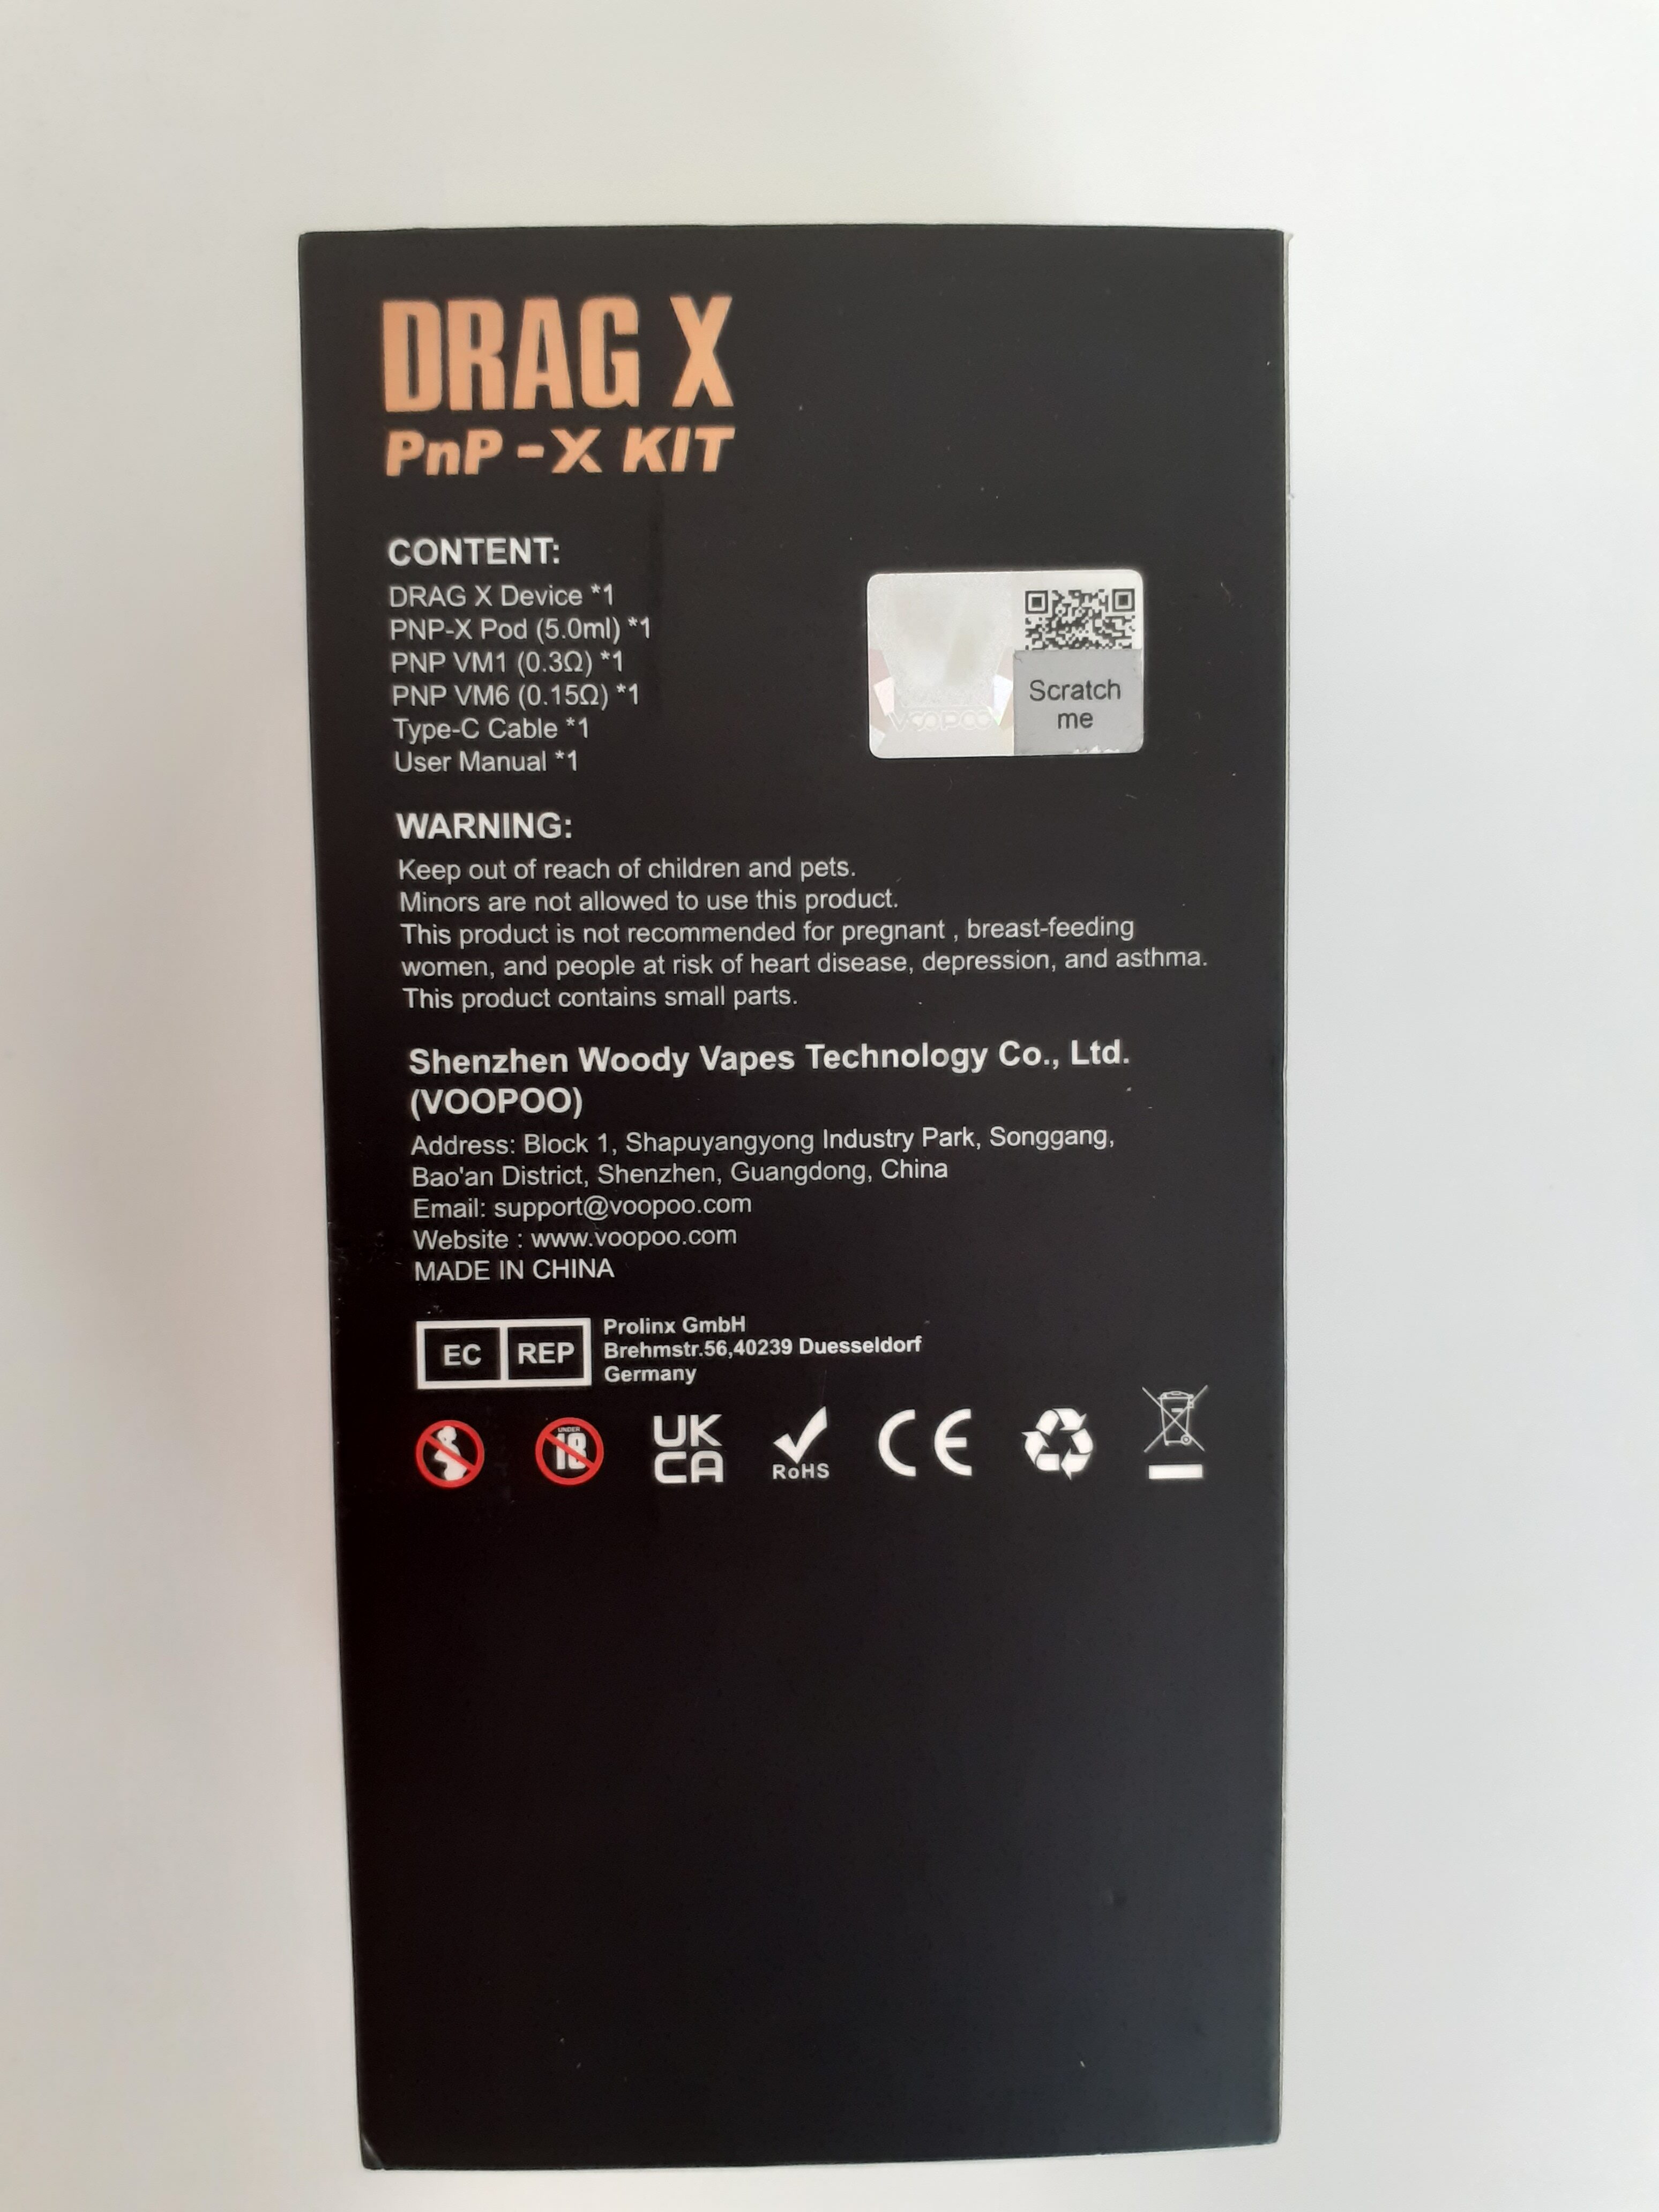 DRAG X
PnP-X KIT
CONTENT:
DRAG X Device *1
PNP-X Pod (5.0ml) *1
PNP VM1 (0.3Ω) *1
PNP VM6 (0.15Ω) *1
Type-C Cable *1
User Manual *1
VOOPOO
Scratch
me
WARNING:
Keep out of reach of children and pets.
Minors are not allowed to use this product.
This product is not recommended for pregnant , breast-feeding
women, and people at risk of heart disease, depression, and asthma.
This product contains small parts.
Shenzhen Woody Vapes Technology Co., Ltd.
(VOOPOO)
Address: Block 1, Shapuyangyong Industry Park, Songgang,
Bao'an District, Shenzhen, Guangdong, China
Email: support@voopoo.com
Website : www.voopoo.com
MADE IN CHINA
EC REP
Prolinx GmbH
Brehmstr.56,40239 Duesseldorf
Germany
UNDER
18
UK
CA
RoHS
CE